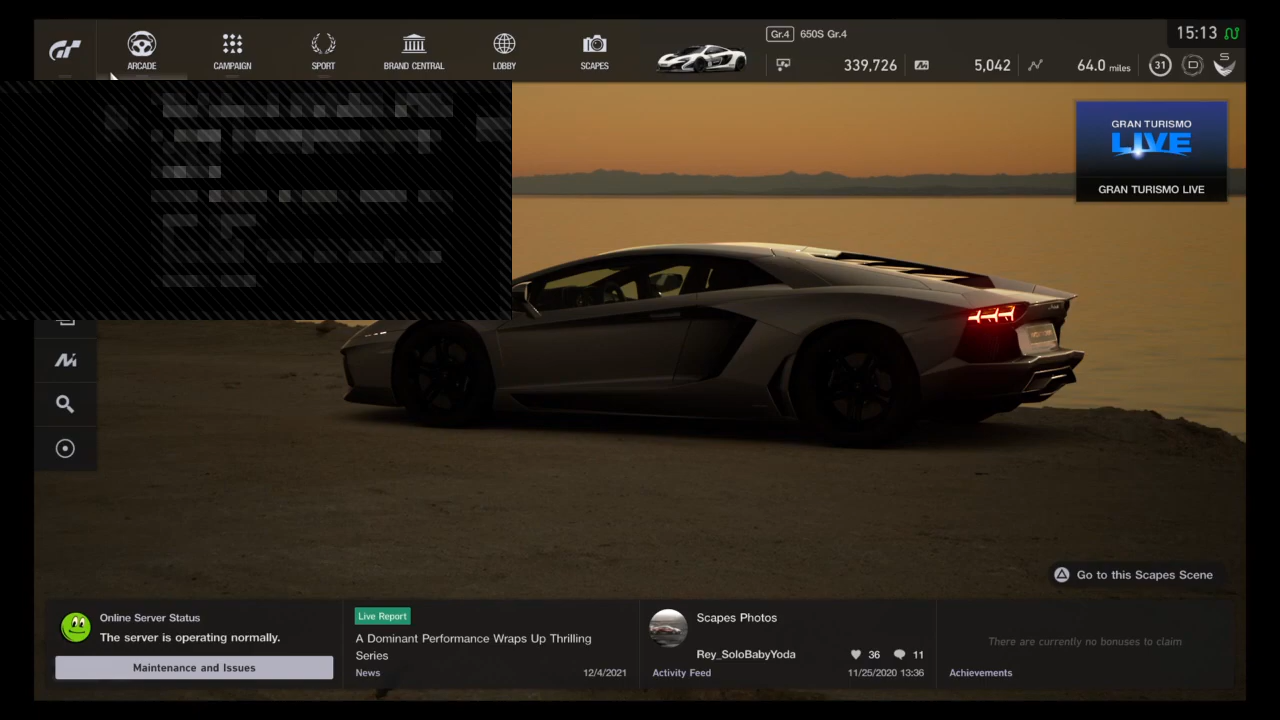 GT
ARCADE
CAMPAIGN
SPORT
BRAND CENTRAL
LOBBY
SCAPES
Gr.4 650S Gr.4
339,726
5,042
64.0 miles
15:13
31
D
S
GRAN TURISMO
LIVE
GRAN TURISMO LIVE
Go to this Scapes Scene
Online Server Status
The server is operating normally.
Maintenance and Issues
Live Report
A Dominant Performance Wraps Up Thrilling
Series
News 12/4/2021
Scapes Photos
Rey_SoloBabyYoda 36 11
Activity Feed 11/25/2020 13:36
There are currently no bonuses to claim
Achievements